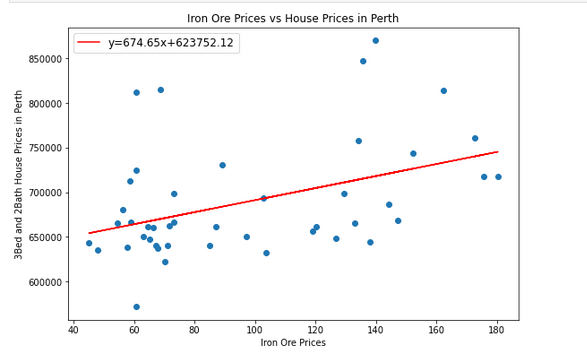 Iron Ore Prices vs House Prices in Perth
y=674.65x+623752.12
3Bed and 2Bath House Prices in Perth
850000
800000
750000
700000
650000
600000
40 60 80 100 120 140 160 180
Iron Ore Prices